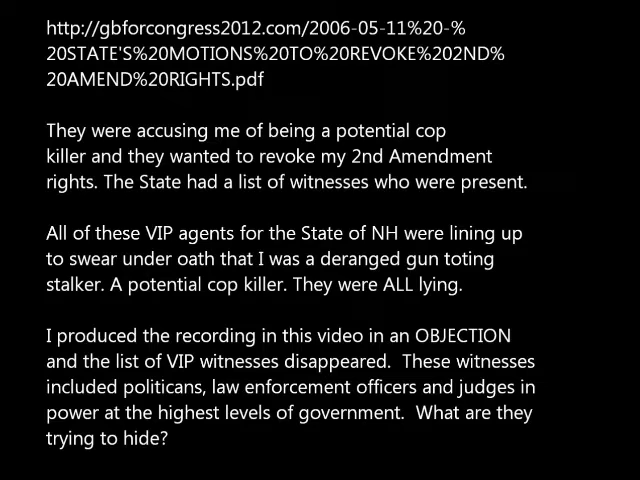 http://gbforcongress2012.com/2006-05-11%20-%
20STATE'S%20MOTIONS%20TO%20REVOKE%202ND%
20AMEND%20RIGHTS.pdf
They were accusing me of being a potential cop
killer and they wanted to revoke my 2nd Amendment
rights. The State had a list of witnesses who were present.
All of these VIP agents for the State of NH were lining up
to swear under oath that I was a deranged gun toting
stalker. A potential cop killer. They were ALL lying.
I produced the recording in this video in an OBJECTION
and the list of VIP witnesses disappeared.  These witnesses
included politicans, law enforcement officers and judges in
power at the highest levels of government.  What are they
trying to hide?